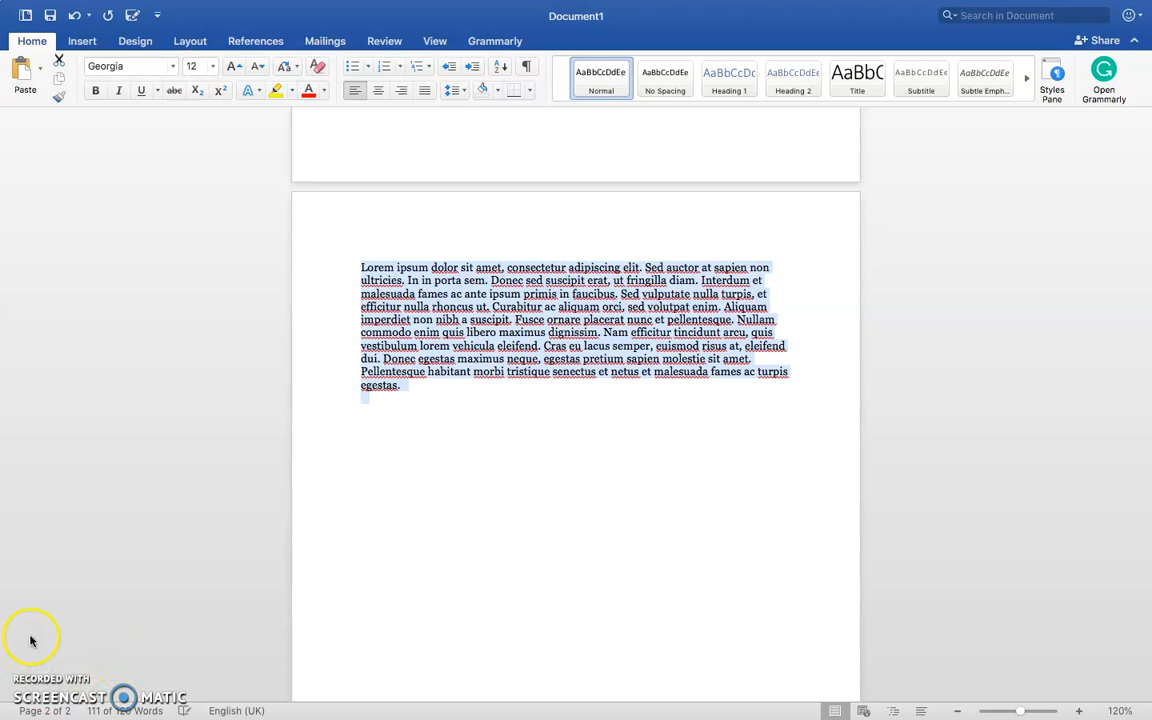 Document1
Search in Document
Home Insert Design Layout References Mailings Review View Grammarly
Share
Georgia 12
Paste
B I U abc X₂ X²
AaBbCcDdEe AaBbCcDdEe AaBbCcDc AaBbCcDdEe AaBbCcDc AaBbCcDdEe AaBbCcDdEe
Normal No Spacing Heading 1 Heading 2 Title Subtitle Subtle Emph...
Styles Pane
Open Grammarly
Lorem ipsum dolor sit amet, consectetur adipiscing elit. Sed auctor at sapien non
ultricies. In in porta sem. Donec sed suscipit erat, ut fringilla diam. Interdum et
malesuada fames ac ante ipsum primis in faucibus. Sed vulputate nulla turpis, et
efficitur nulla rhoncus ut. Curabitur ac aliquam orci, sed volutpat enim. Aliquam
imperdiet non nibh a suscipit. Fusce ornare placerat nunc et pellentesque. Nullam
commodo enim quis libero maximus dignissim. Nam efficitur tincidunt arcu, quis
vestibulum lorem vehicula eleifend. Cras eu lacus semper, euismod risus at, eleifend
dui. Donec egestas maximus neque, egestas pretium sapien molestie sit amet.
Pellentesque habitant morbi tristique senectus et netus et malesuada fames ac turpis
egestas.
RECORDED WITH
SCREENCAST MATIC
Page 2 of 2 111 of 120 Words English (UK) 120%